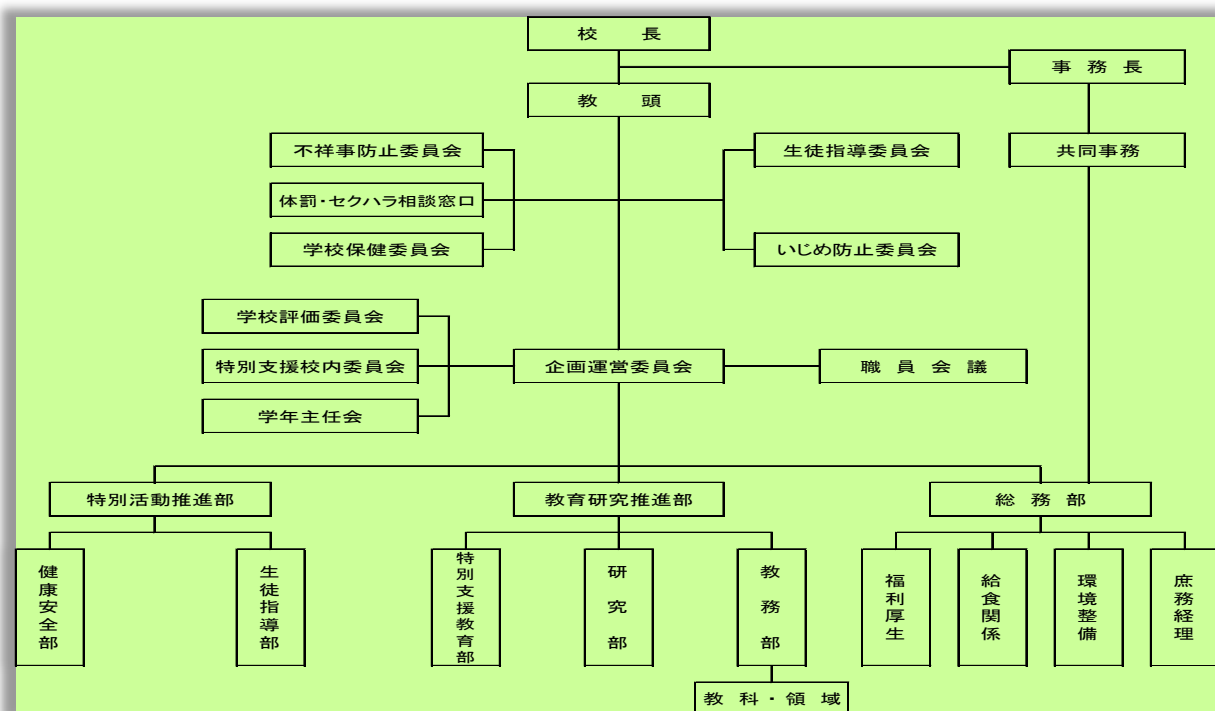 校長
事務長
教頭
不祥事防止委員会
生徒指導委員会
共同事務
体罰・セクハラ相談窓口
学校保健委員会
いじめ防止委員会
学校評価委員会
特別支援校内委員会
企画運営委員会
職員会議
学年主任会
特別活動推進部
教育研究推進部
総務部
健康安全部
生徒指導部
特別支援教育部
研究部
教務部
福利厚生
給食関係
環境整備
庶務経理
教科・領域